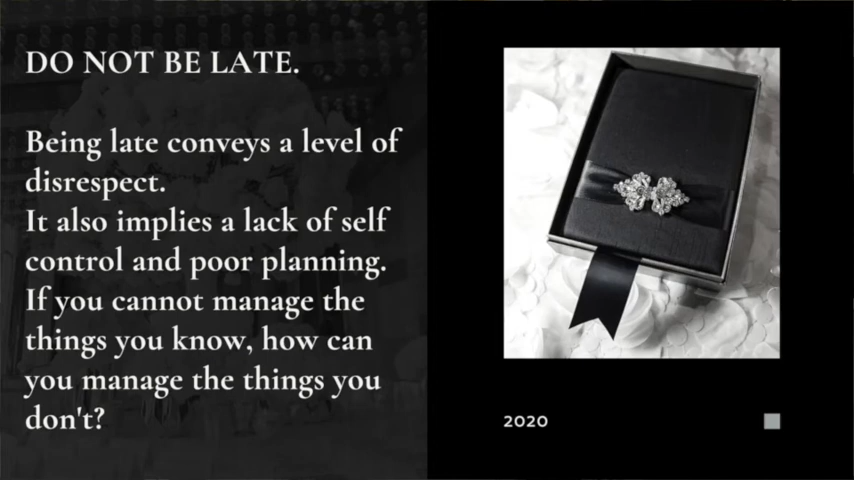 DO NOT BE LATE.
Being late conveys a level of
disrespect.
It also implies a lack of self
control and poor planning.
If you cannot manage the
things you know, how can
you manage the things you
don't?
2020